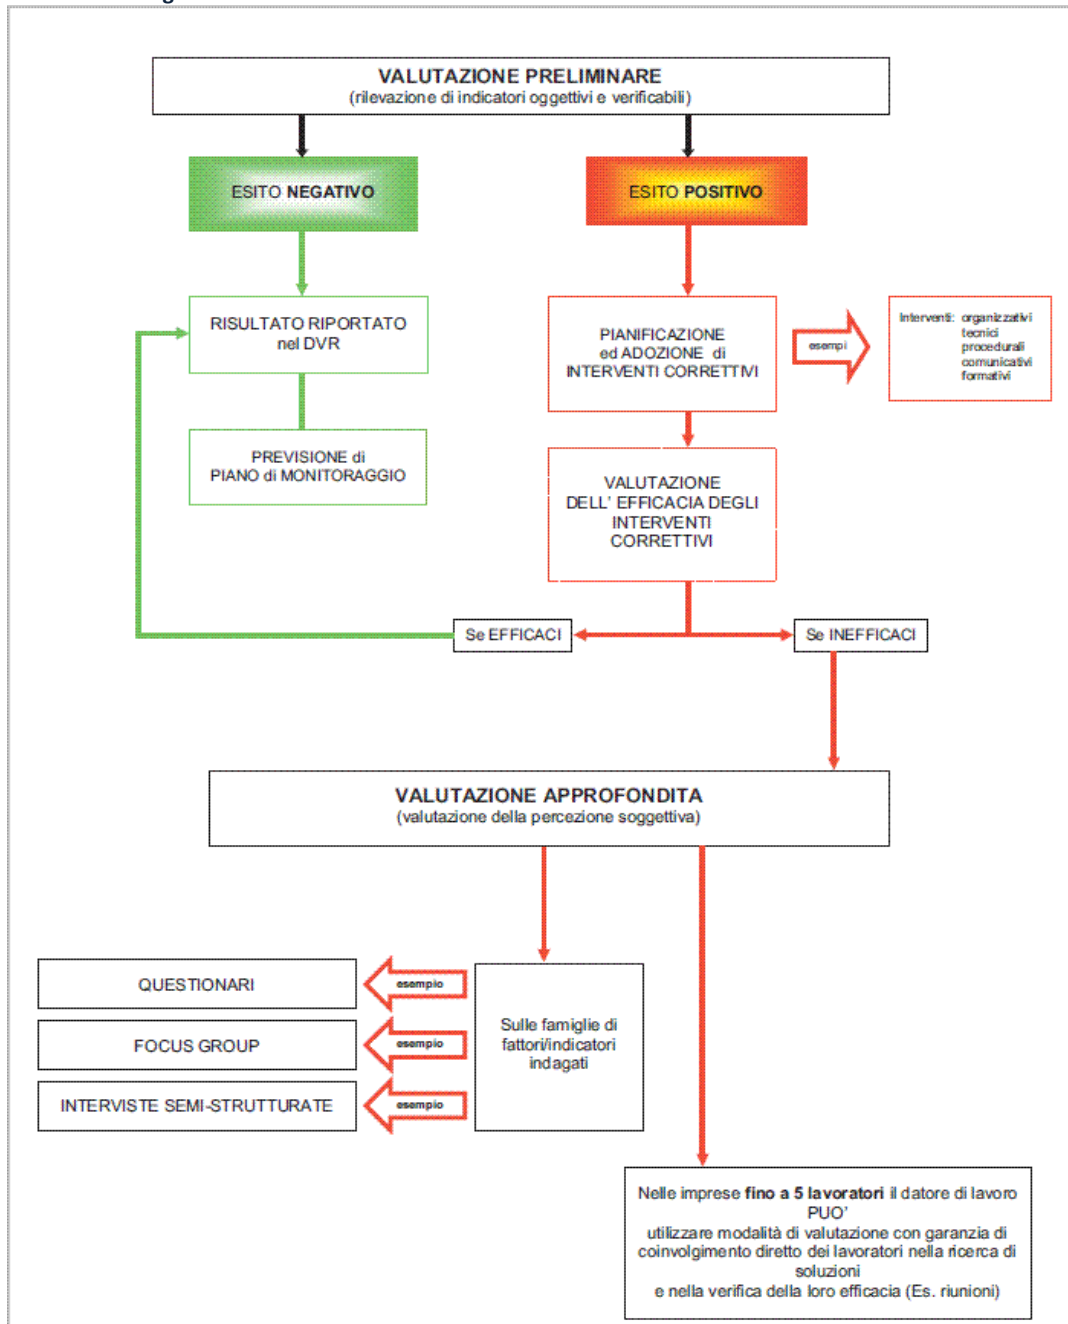 VALUTAZIONE PRELIMINARE
(rilevazione di indicatori oggettivi e verificabili)
ESITO NEGATIVO
ESITO POSITIVO
RISULTATO RIPORTATO
nel DVR
PIANIFICAZIONE
ed ADOZIONE di
INTERVENTI CORRETTIVI
esempi
Interventi: organizzativi
tecnici
procedurali
comunicativi
formativi
PREVISIONE di
PIANO di MONITORAGGIO
VALUTAZIONE
DELL' EFFICACIA DEGLI
INTERVENTI
CORRETTIVI
Se EFFICACI
Se INEFFICACI
VALUTAZIONE APPROFONDITA
(valutazione della percezione soggettiva)
QUESTIONARI
esempio
FOCUS GROUP
esempio
INTERVISTE SEMI-STRUTTURATE
esempio
Sulle famiglie di
fattori/indicatori
indagati
Nelle imprese fino a 5 lavoratori il datore di lavoro
PUO'
utilizzare modalità di valutazione con garanzia di
coinvolgimento diretto dei lavoratori nella ricerca di
soluzioni
e nella verifica della loro efficacia (Es. riunioni)